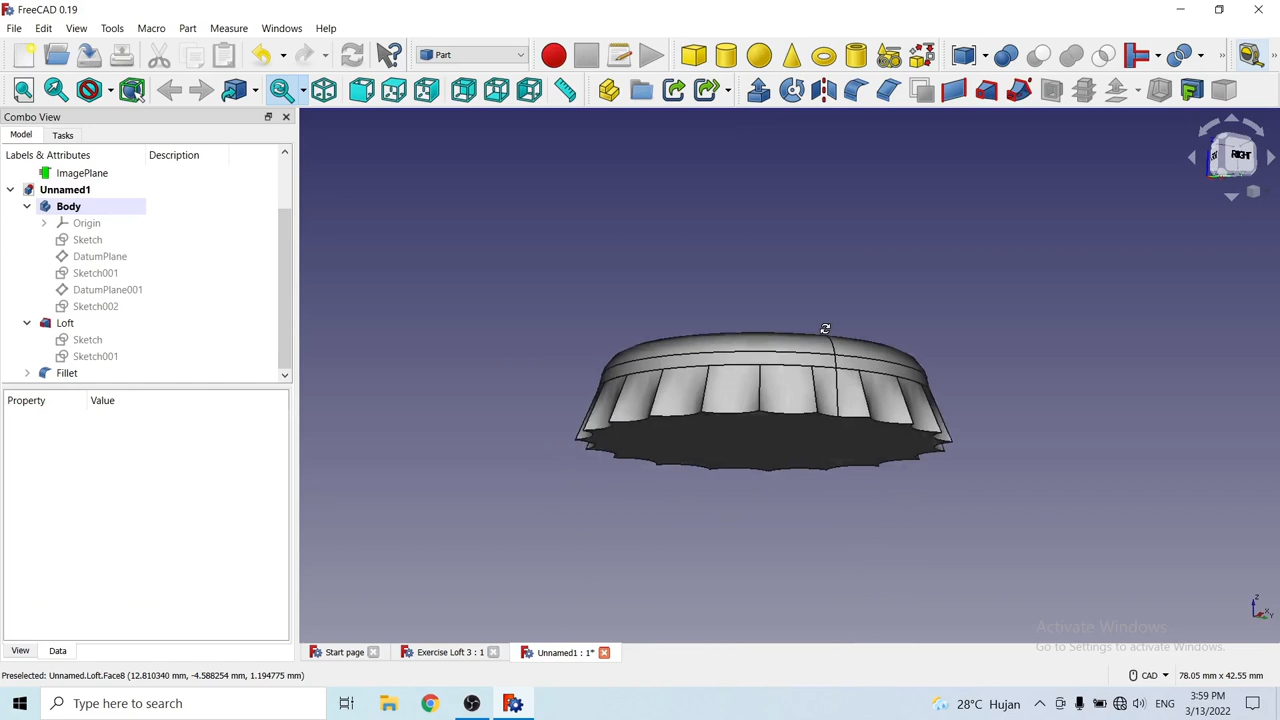 FreeCAD 0.19
File Edit View Tools Macro Part Measure Windows Help
Part
Combo View
Model Tasks
Labels & Attributes Description
ImagePlane
Unnamed1
Body
Origin
Sketch
DatumPlane
Sketch001
DatumPlane001
Sketch002
Loft
Sketch
Sketch001
Fillet
Property Value
RIGHT
Z
Activate Windows
Go to Settings to activate Windows.
View Data
Start page Exercise Loft 3 : 1 Unnamed1 : 1*
Preselected: Unnamed.Loft.Face8 (12.810340 mm, -4.588254 mm, 1.194775 mm) CAD 78.05 mm x 42.55 mm
Type here to search 28°C Hujan ENG 3:59 PM
3/13/2022